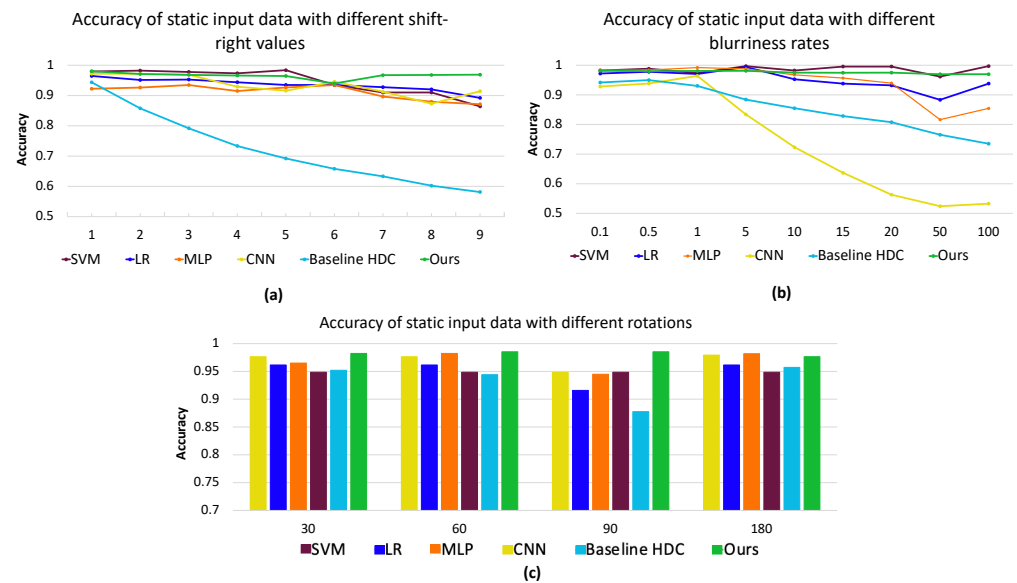 Accuracy of static input data with different shift-
right values
Accuracy
1
0.9
0.8
0.7
0.6
0.5
1 2 3 4 5 6 7 8 9
SVM LR MLP CNN Baseline HDC Ours
(a)
Accuracy of static input data with different
blurriness rates
Accuracy
1
0.9
0.8
0.7
0.6
0.5
0.1 0.5 1 5 10 15 20 50 100
SVM LR MLP CNN Baseline HDC Ours
(b)
Accuracy of static input data with different rotations
Accuracy
1
0.95
0.9
0.85
0.8
0.75
0.7
30 60 90 180
SVM LR MLP CNN Baseline HDC Ours
(c)